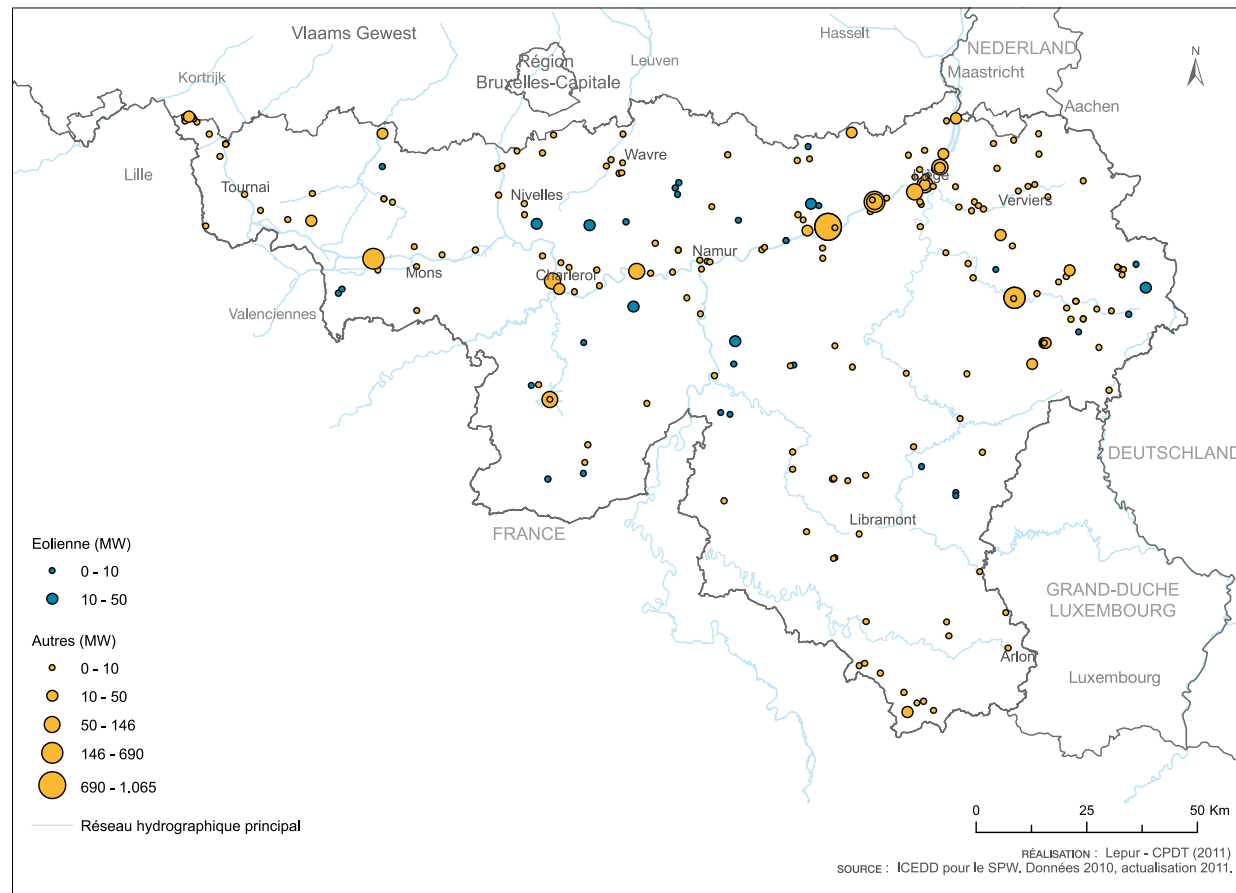 Vlaams Gewest
Hasselt
NEDERLAND
Maastricht
N
Région
Bruxelles-Capitale
Leuven
Kortrijk
Aachen
Lille
Wavre
Tournai
Nivelles
Liège
Verviers
Namur
Mons
Charleroi
Valenciennes
DEUTSCHLAND
Libramont
FRANCE
GRAND-DUCHE
LUXEMBOURG
Arlon
Luxembourg
Eolienne (MW)
0 - 10
10 - 50
Autres (MW)
0 - 10
10 - 50
50 - 146
146 - 690
690 - 1.065
Réseau hydrographique principal
0 25 50 Km
RÉALISATION : Lepur - CPDT (2011)
SOURCE : ICEDD pour le SPW. Données 2010, actualisation 2011.